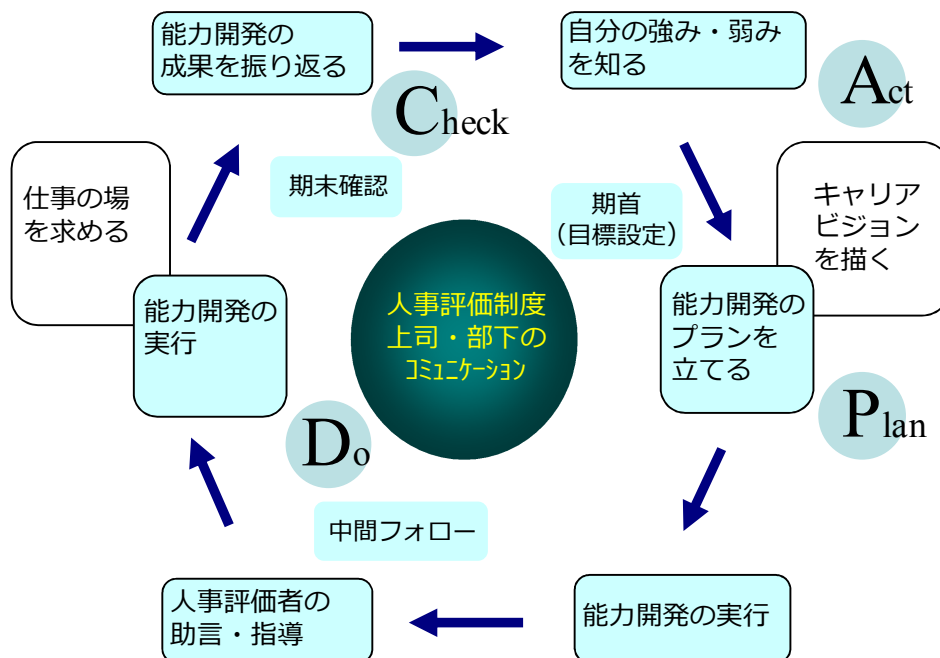 能力開発の
成果を振り返る
自分の強み・弱み
を知る
Check
Act
仕事の場
を求める
期末確認
期首
（目標設定）
キャリア
ビジョン
を描く
能力開発の
実行
人事評価制度
上司・部下の
ｺﾐｭﾆｹｰｼｮﾝ
能力開発の
プランを
立てる
Do
Plan
中間フォロー
人事評価者の
助言・指導
能力開発の実行